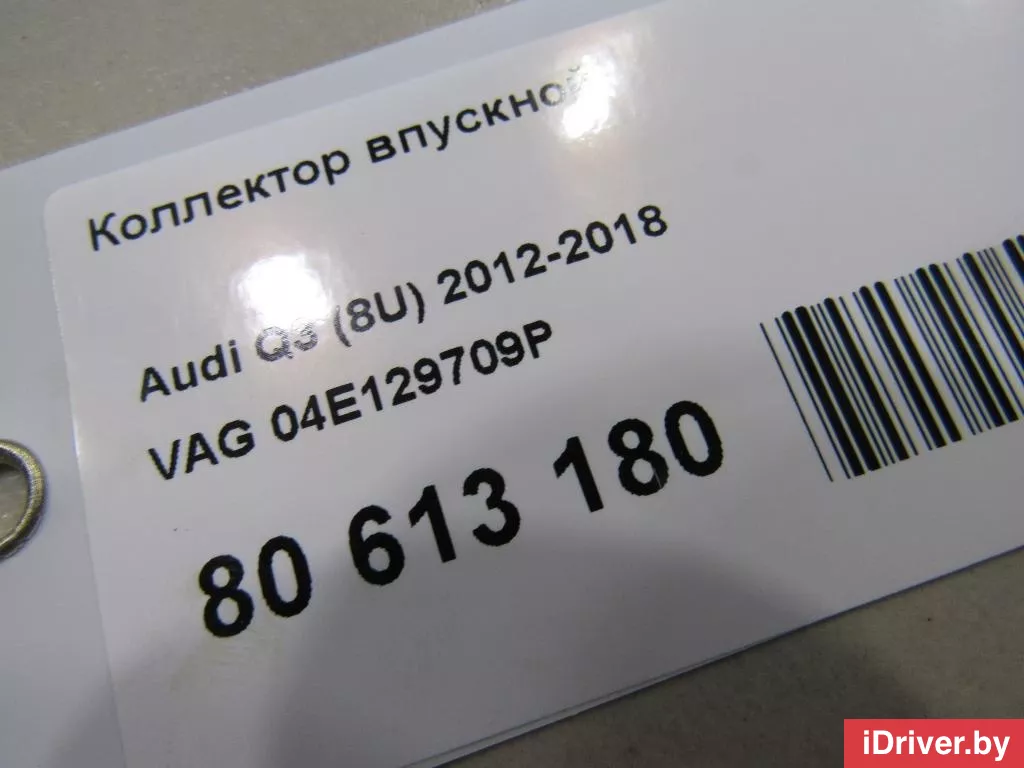 Коллектор впускной
Audi Q3 (8U) 2012-2018
VAG 04E129709P
80 613 180
iDriver.by